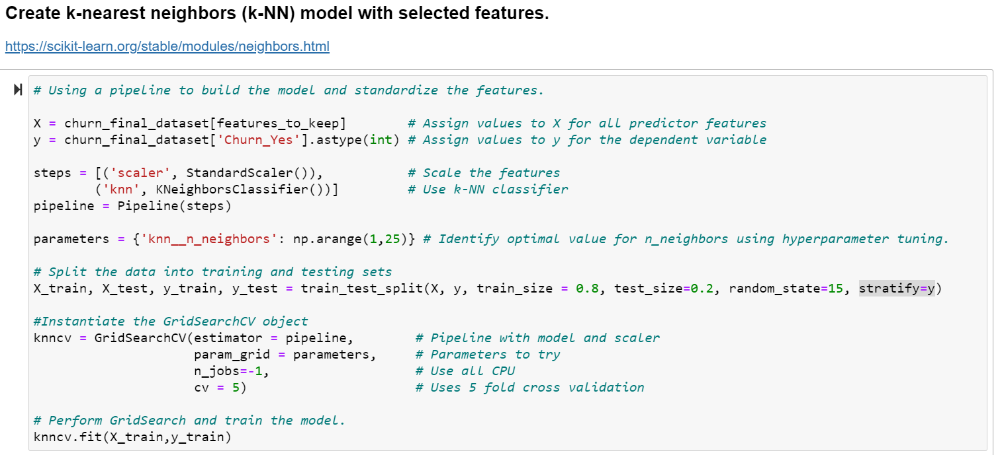 Create k-nearest neighbors (k-NN) model with selected features.
https://scikit-learn.org/stable/modules/neighbors.html
# Using a pipeline to build the model and standardize the features.
X = churn_final_dataset[features_to_keep]        # Assign values to X for all predictor features
y = churn_final_dataset['Churn_Yes'].astype(int) # Assign values to y for the dependent variable
steps = [('scaler', StandardScaler()),           # Scale the features
        ('knn', KNeighborsClassifier())]         # Use k-NN classifier
pipeline = Pipeline(steps)
parameters = {'knn__n_neighbors': np.arange(1,25)} # Identify optimal value for n_neighbors using hyperparameter tuning.
# Split the data into training and testing sets
X_train, X_test, y_train, y_test = train_test_split(X, y, train_size = 0.8, test_size=0.2, random_state=15, stratify=y)
#Instantiate the GridSearchCV object
knncv = GridSearchCV(estimator = pipeline,        # Pipeline with model and scaler
                     param_grid = parameters,     # Parameters to try
                     n_jobs=-1,                   # Use all CPU
                     cv = 5)                      # Uses 5 fold cross validation
# Perform GridSearch and train the model.
knncv.fit(X_train,y_train)